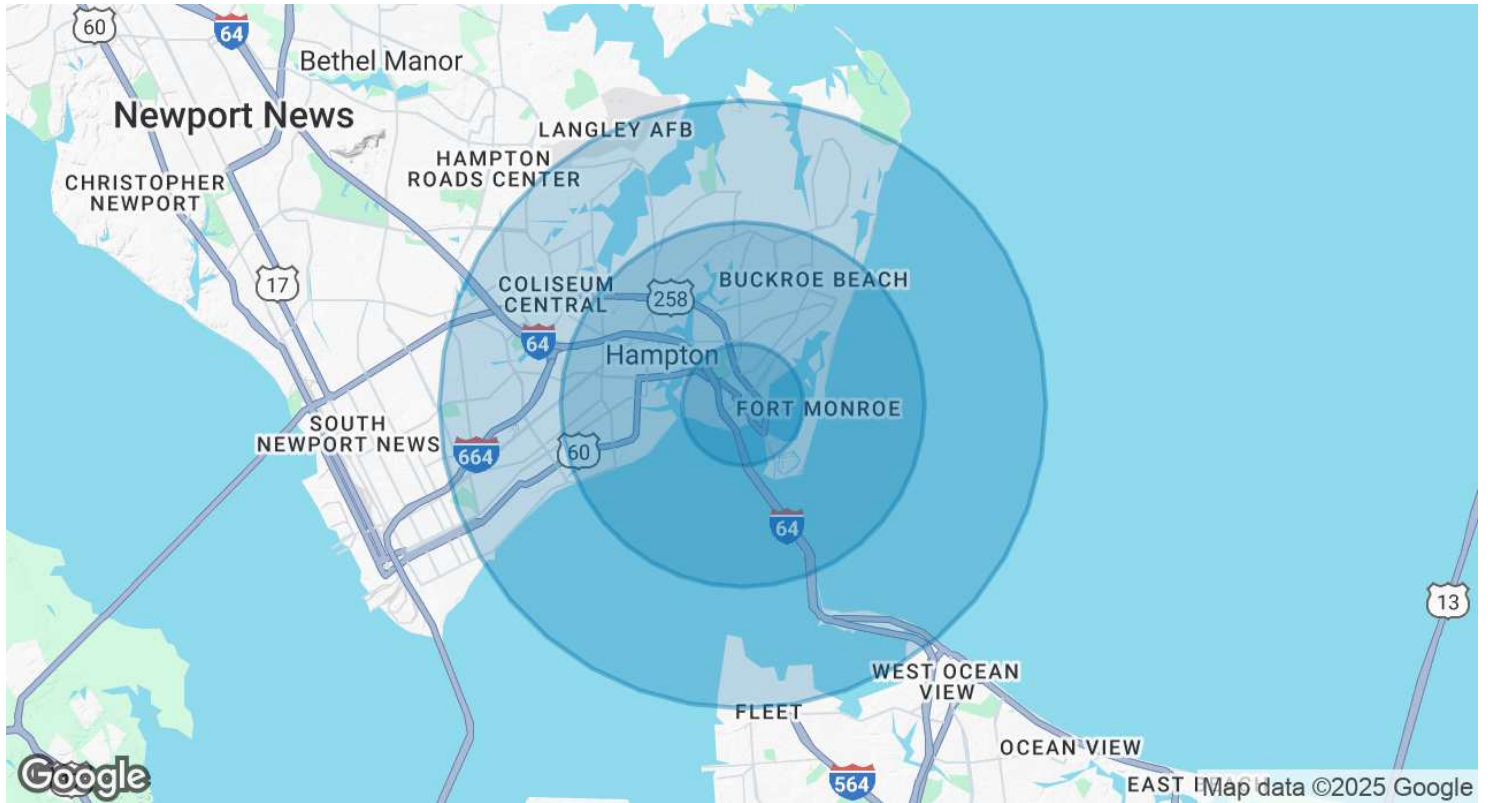 60
64
Bethel Manor
Newport News
LANGLEY AFB
HAMPTON
ROADS CENTER
CHRISTOPHER
NEWPORT
17
COLISEUM
CENTRAL
BUCKROE BEACH
258
64
Hampton
FORT MONROE
SOUTH
NEWPORT NEWS
664
60
64
13
WEST OCEAN
VIEW
FLEET
OCEAN VIEW
564
EAST
Google
Map data ©2025 Google